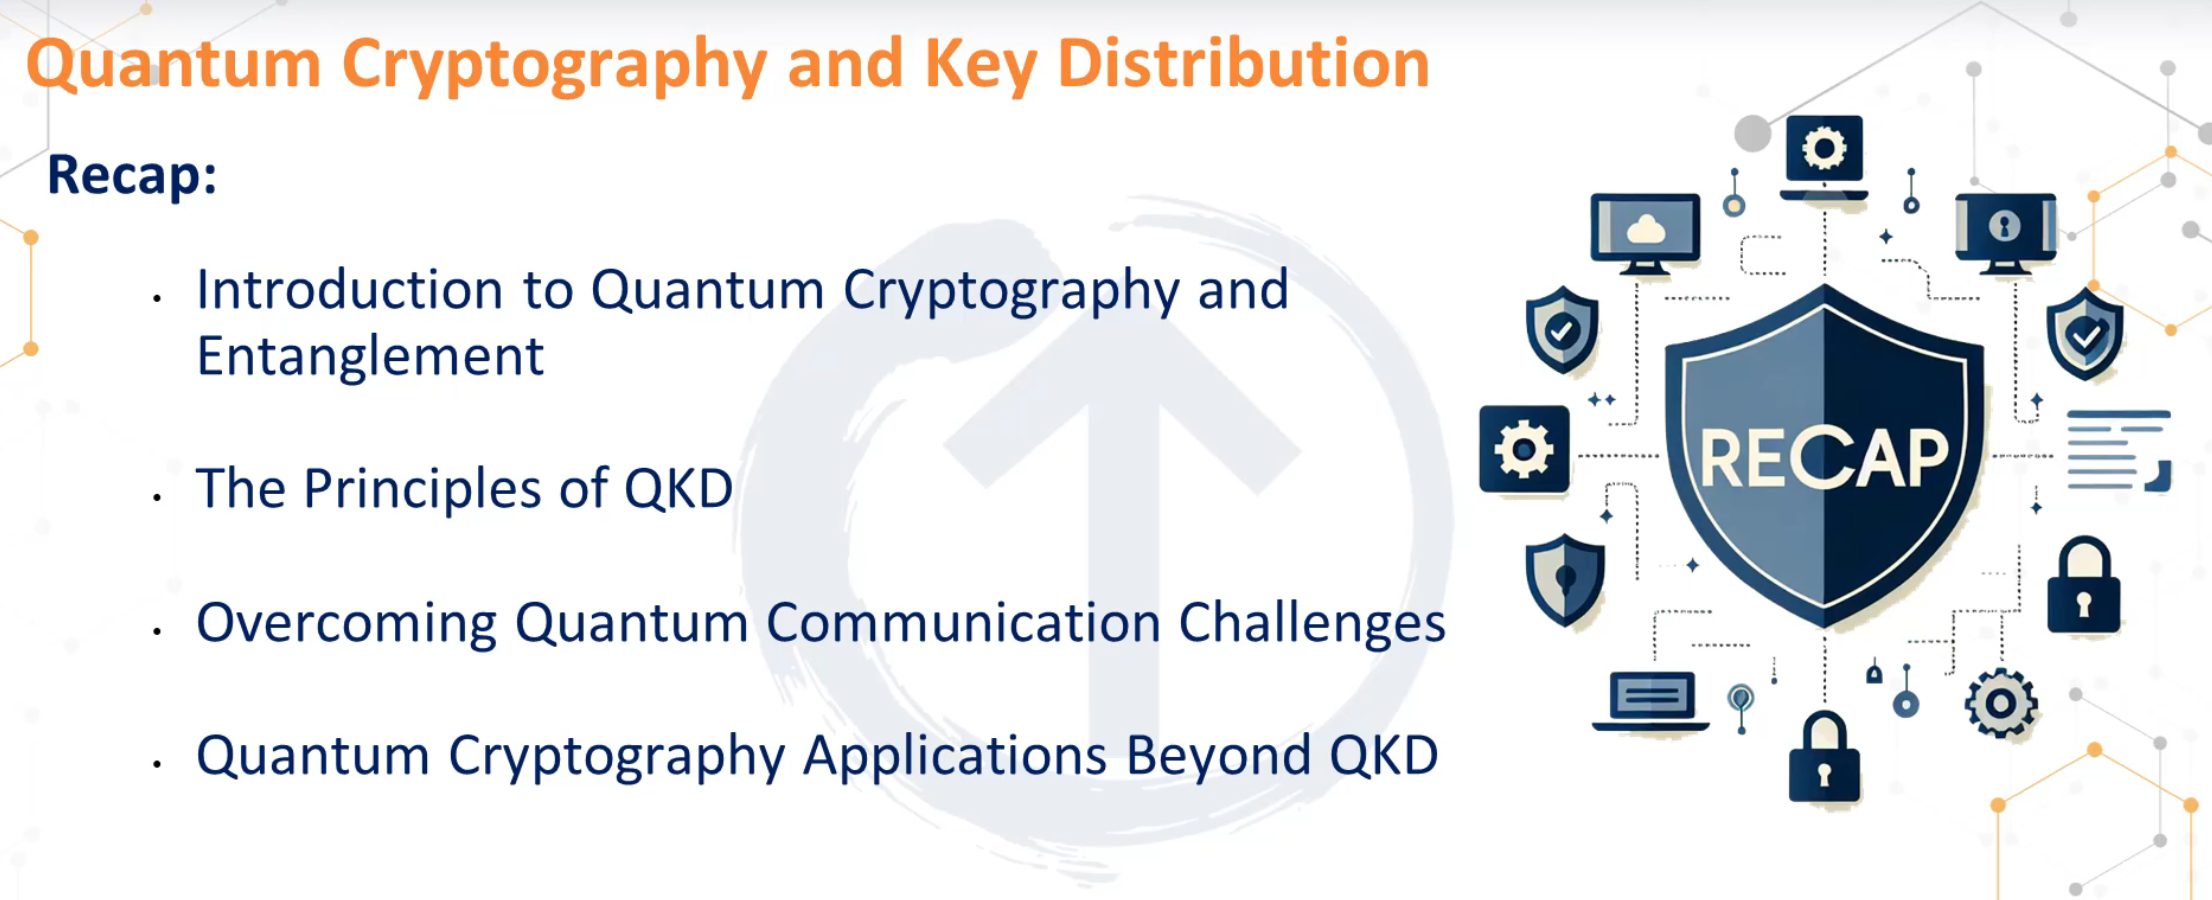 Quantum Cryptography and Key Distribution
Recap:
· Introduction to Quantum Cryptography and
Entanglement
· The Principles of QKD
· Overcoming Quantum Communication Challenges
· Quantum Cryptography Applications Beyond QKD
RECAP